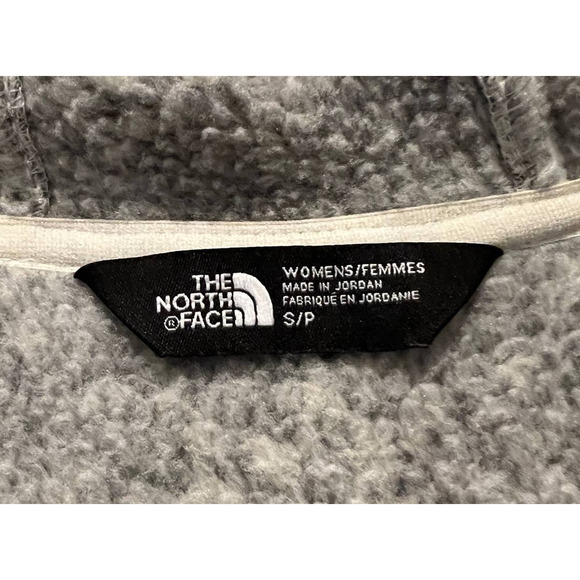 THE
NORTH
®FACE
WOMENS/FEMMES
MADE IN JORDAN
FABRIQUÉ EN JORDANIE
S/P